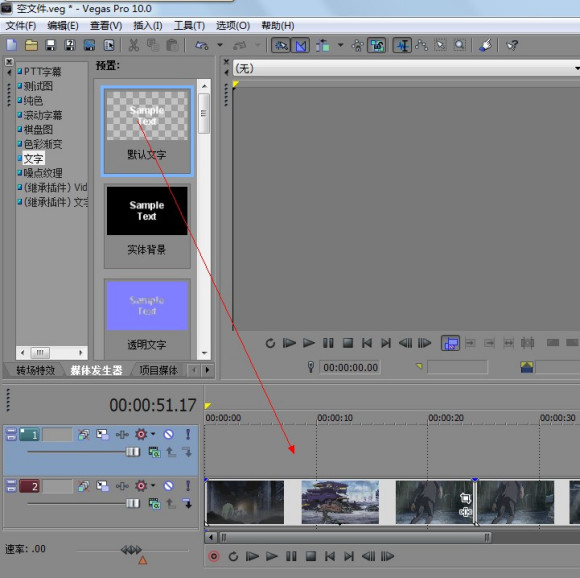 空文件.veg * - Vegas Pro 10.0
文件(F) 编辑(E) 查看(V) 插入(I) 工具(T) 选项(O) 帮助(H)
PTT字幕
测试图
纯色
滚动字幕
棋盘图
色彩渐变
文字
噪点纹理
(继承插件) Vid
(继承插件) 文字
预置:
Sample
Text
默认文字
Sample
Text
实体背景
Sample
Text
透明文字
(无)
00:00:00.00
转场特效 媒体发生器 项目媒体
00:00:51.17
00:00:00 00:00:10 00:00:20 00:00:30
1
2
速率: .00